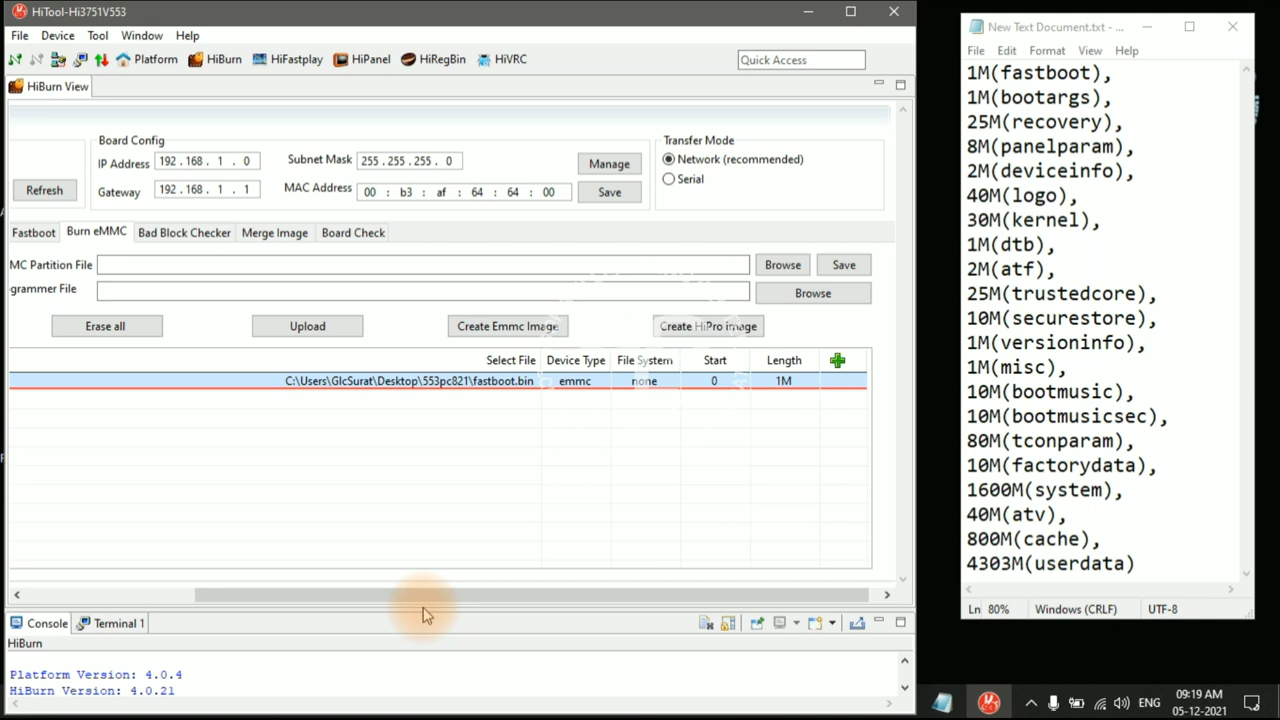 HiTool-Hi3751V553
File Device Tool Window Help
Platform HiBurn HiFastplay HiPanel HiRegBin HiVRC
Quick Access
HiBurn View
Board Config
IP Address 192 . 168 . 1 . 0 Subnet Mask 255 . 255 . 255 . 0 Manage
Refresh
Gateway 192 . 168 . 1 . 1 MAC Address 00 : b3 : af : 64 : 64 : 00 Save
Transfer Mode
Network (recommended)
Serial
Fastboot Burn eMMC Bad Block Checker Merge Image Board Check
MC Partition File Browse Save
grammer File Browse
Erase all Upload Create Emmc Image Create HiPro image
Select File Device Type File System Start Length
C:\Users\GlcSurat\Desktop\553pc821\fastboot.bin emmc none 0 1M
Console Terminal 1
HiBurn
Platform Version: 4.0.4
HiBurn Version: 4.0.21
New Text Document.txt - ...
File Edit Format View Help
1M(fastboot),
1M(bootargs),
25M(recovery),
8M(panelparam),
2M(deviceinfo),
40M(logo),
30M(kernel),
1M(dtb),
2M(atf),
25M(trustedcore),
10M(securestore),
1M(versioninfo),
1M(misc),
10M(bootmusic),
10M(bootmusicsec),
80M(tconparam),
10M(factorydata),
1600M(system),
40M(atv),
800M(cache),
4303M(userdata)
Ln 80% Windows (CRLF) UTF-8
ENG
09:19 AM
05-12-2021